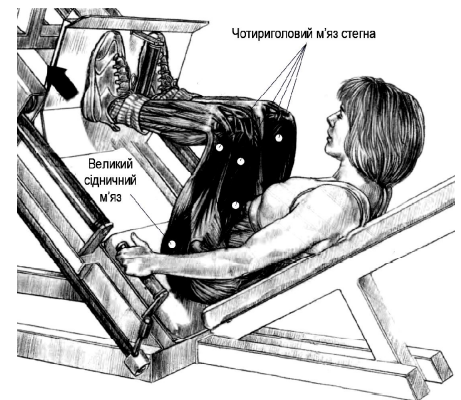 Чотириголовий м'яз стегна
Великий
сідничний
м'яз